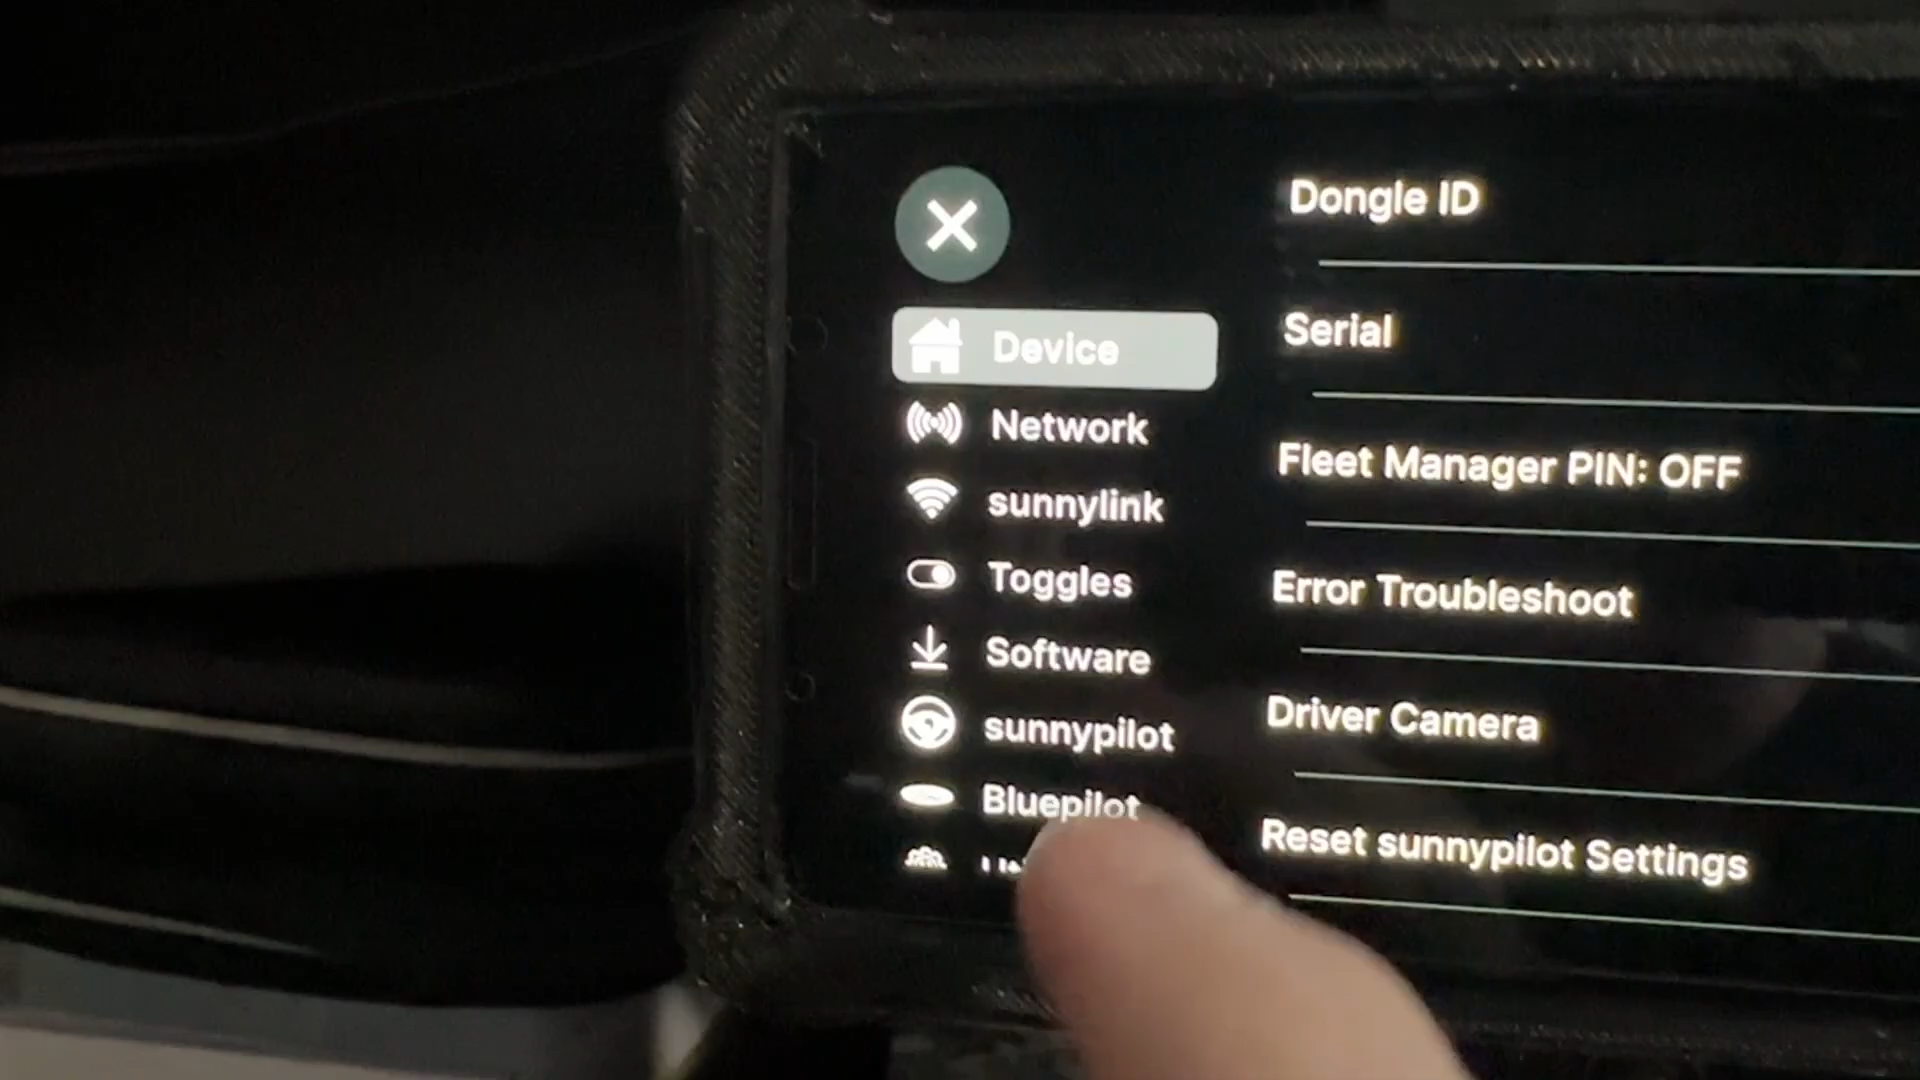 Device
Network
sunnylink
Toggles
Software
sunnypilot
Bluepilot
Dongle ID
Serial
Fleet Manager PIN: OFF
Error Troubleshoot
Driver Camera
Reset sunnypilot Settings